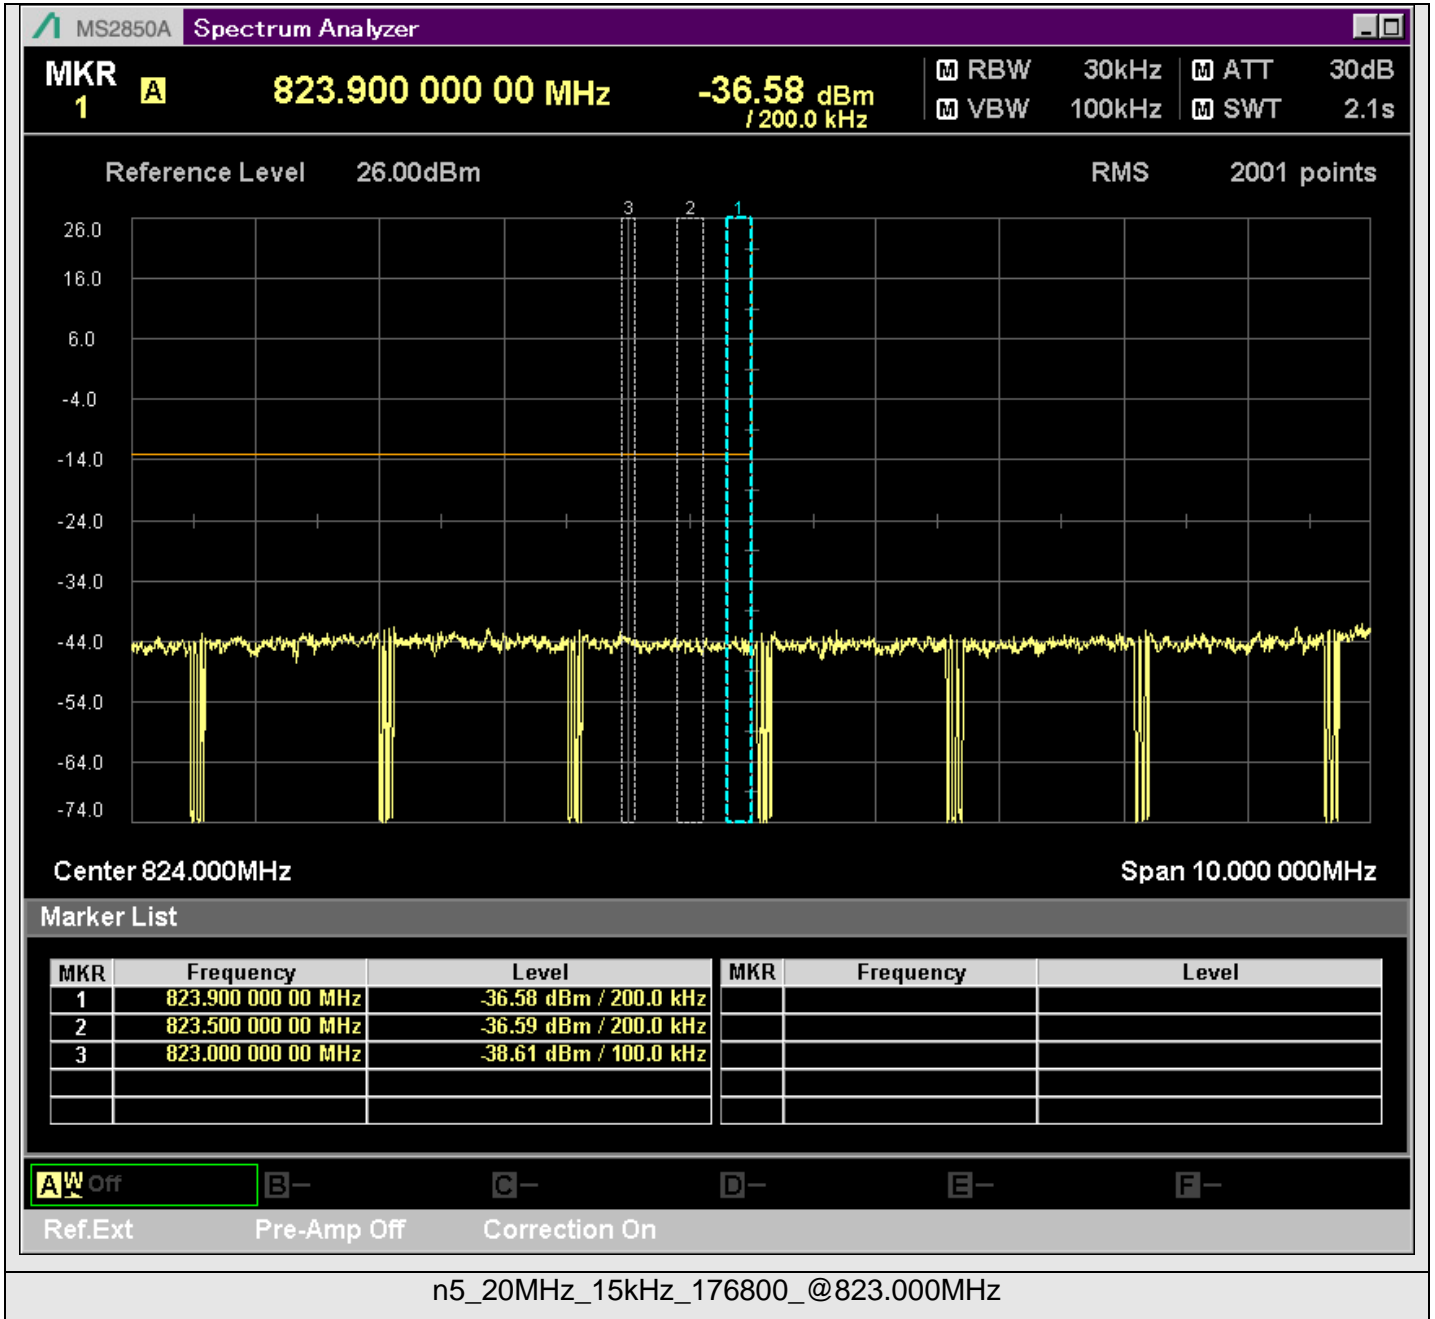 MS2850A Spectrum Analyzer
MKR 1 A 823.900 000 00 MHz -36.58 dBm / 200.0 kHz
M RBW 30kHz M ATT 30dB
M VBW 100kHz M SWT 2.1s
Reference Level 26.00dBm RMS 2001 points
3 2 1
26.0
16.0
6.0
-4.0
-14.0
-24.0
-34.0
-44.0
-54.0
-64.0
-74.0
Center 824.000MHz Span 10.000 000MHz
Marker List
MKR Frequency Level MKR Frequency Level
1 823.900 000 00 MHz -36.58 dBm / 200.0 kHz
2 823.500 000 00 MHz -36.59 dBm / 200.0 kHz
3 823.000 000 00 MHz -38.61 dBm / 100.0 kHz
A W Off B – C – D – E – F –
Ref.Ext Pre-Amp Off Correction On
n5_20MHz_15kHz_176800_@823.000MHz